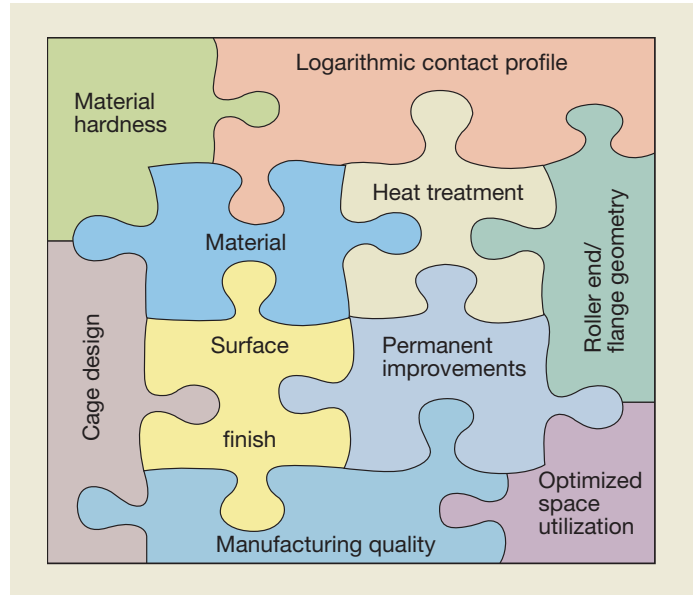 Logarithmic contact profile
Material
hardness
Heat treatment
Material
Roller end/
flange geometry
Cage design
Surface
finish
Permanent
improvements
Optimized
space
utilization
Manufacturing quality